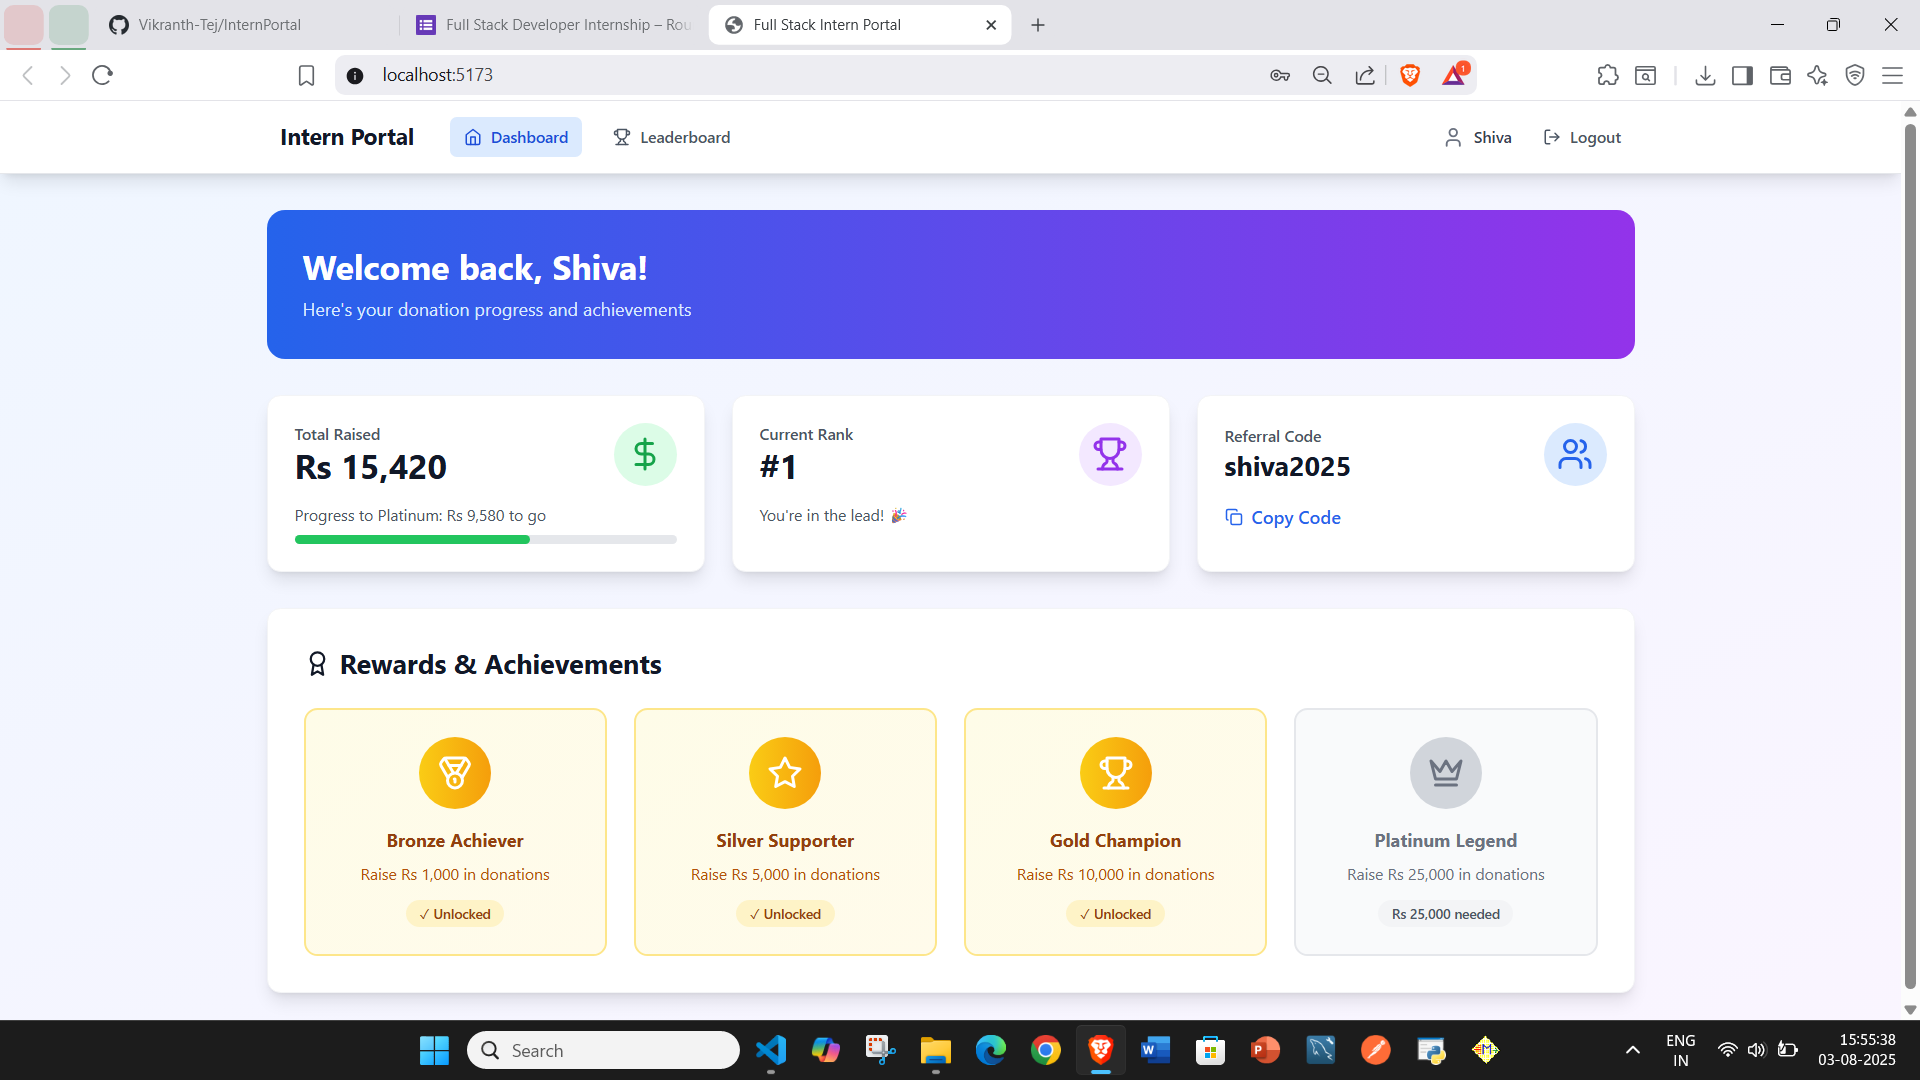 Vikranth-Tej/InternPortal
Full Stack Developer Internship – Rou
Full Stack Intern Portal
localhost:5173
1
Intern Portal
Dashboard
Leaderboard
Shiva
Logout
Welcome back, Shiva!
Here's your donation progress and achievements
Total Raised
Rs 15,420
Progress to Platinum: Rs 9,580 to go
Current Rank
#1
You're in the lead! 🎉
Referral Code
shiva2025
Copy Code
Rewards & Achievements
Bronze Achiever
Raise Rs 1,000 in donations
✓ Unlocked
Silver Supporter
Raise Rs 5,000 in donations
✓ Unlocked
Gold Champion
Raise Rs 10,000 in donations
✓ Unlocked
Platinum Legend
Raise Rs 25,000 in donations
Rs 25,000 needed
Search
ENG
IN
15:55:38
03-08-2025